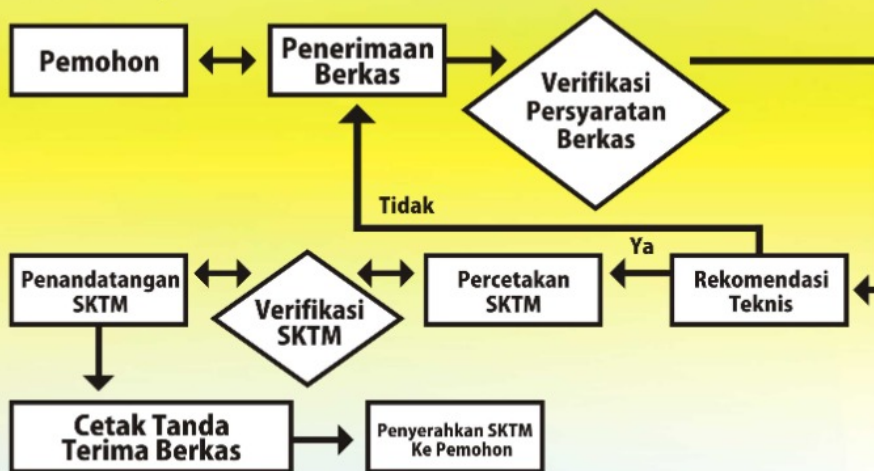 Pemohon
Penerimaan
Berkas
Verifikasi
Persyaratan
Berkas
Tidak
Ya
Penandatangan
SKTM
Verifikasi
SKTM
Percetakan
SKTM
Rekomendasi
Teknis
Cetak Tanda
Terima Berkas
Penyerahkan SKTM
Ke Pemohon